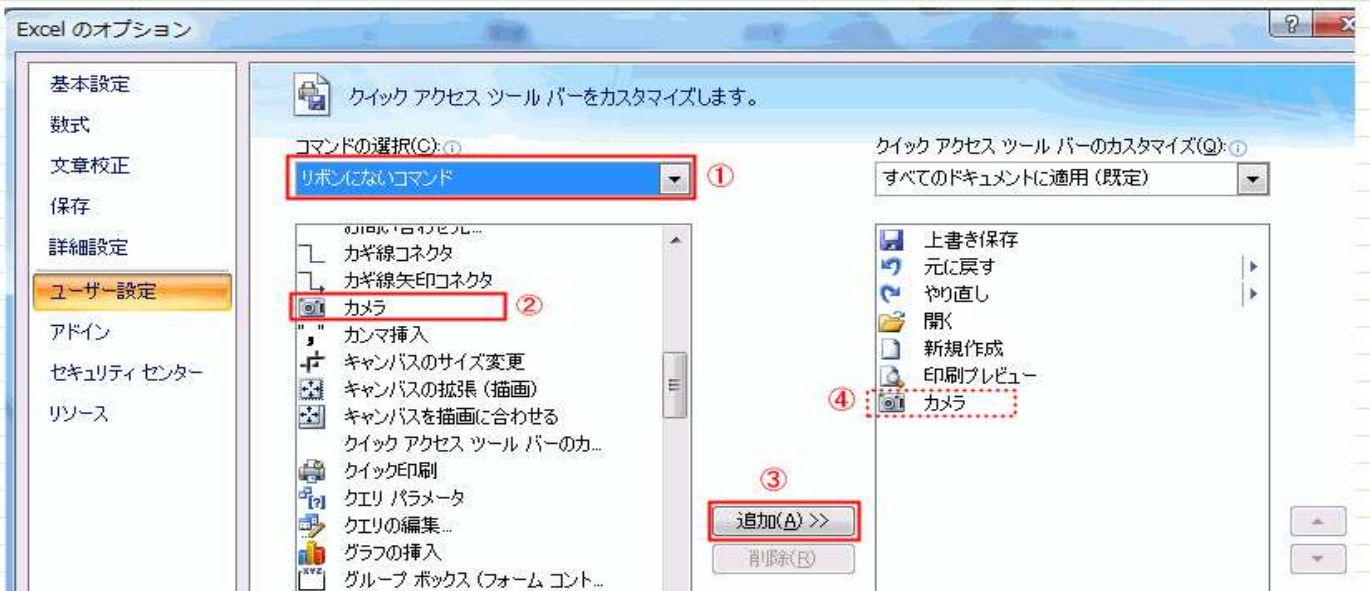 Excel のオプション
基本設定
数式
文章校正
保存
詳細設定
ユーザー設定
アドイン
セキュリティ センター
リソース
クイック アクセス ツール バーをカスタマイズします。
コマンドの選択(C):
リボンにないコマンド
①
お問い合わせ先...
カギ線コネクタ
カギ線矢印コネクタ
カメラ
②
カンマ挿入
キャンバスのサイズ変更
キャンバスの拡張 (描画)
キャンバスを描画に合わせる
クイック アクセス ツール バーのカ...
クイック印刷
クエリ パラメータ
クエリの編集...
グラフの挿入
グループ ボックス (フォーム コント...
③
追加(A) >>
削除(R)
クイック アクセス ツール バーのカスタマイズ(Q):
すべてのドキュメントに適用 (既定)
上書き保存
元に戻す
やり直し
開く
新規作成
印刷プレビュー
④
カメラ